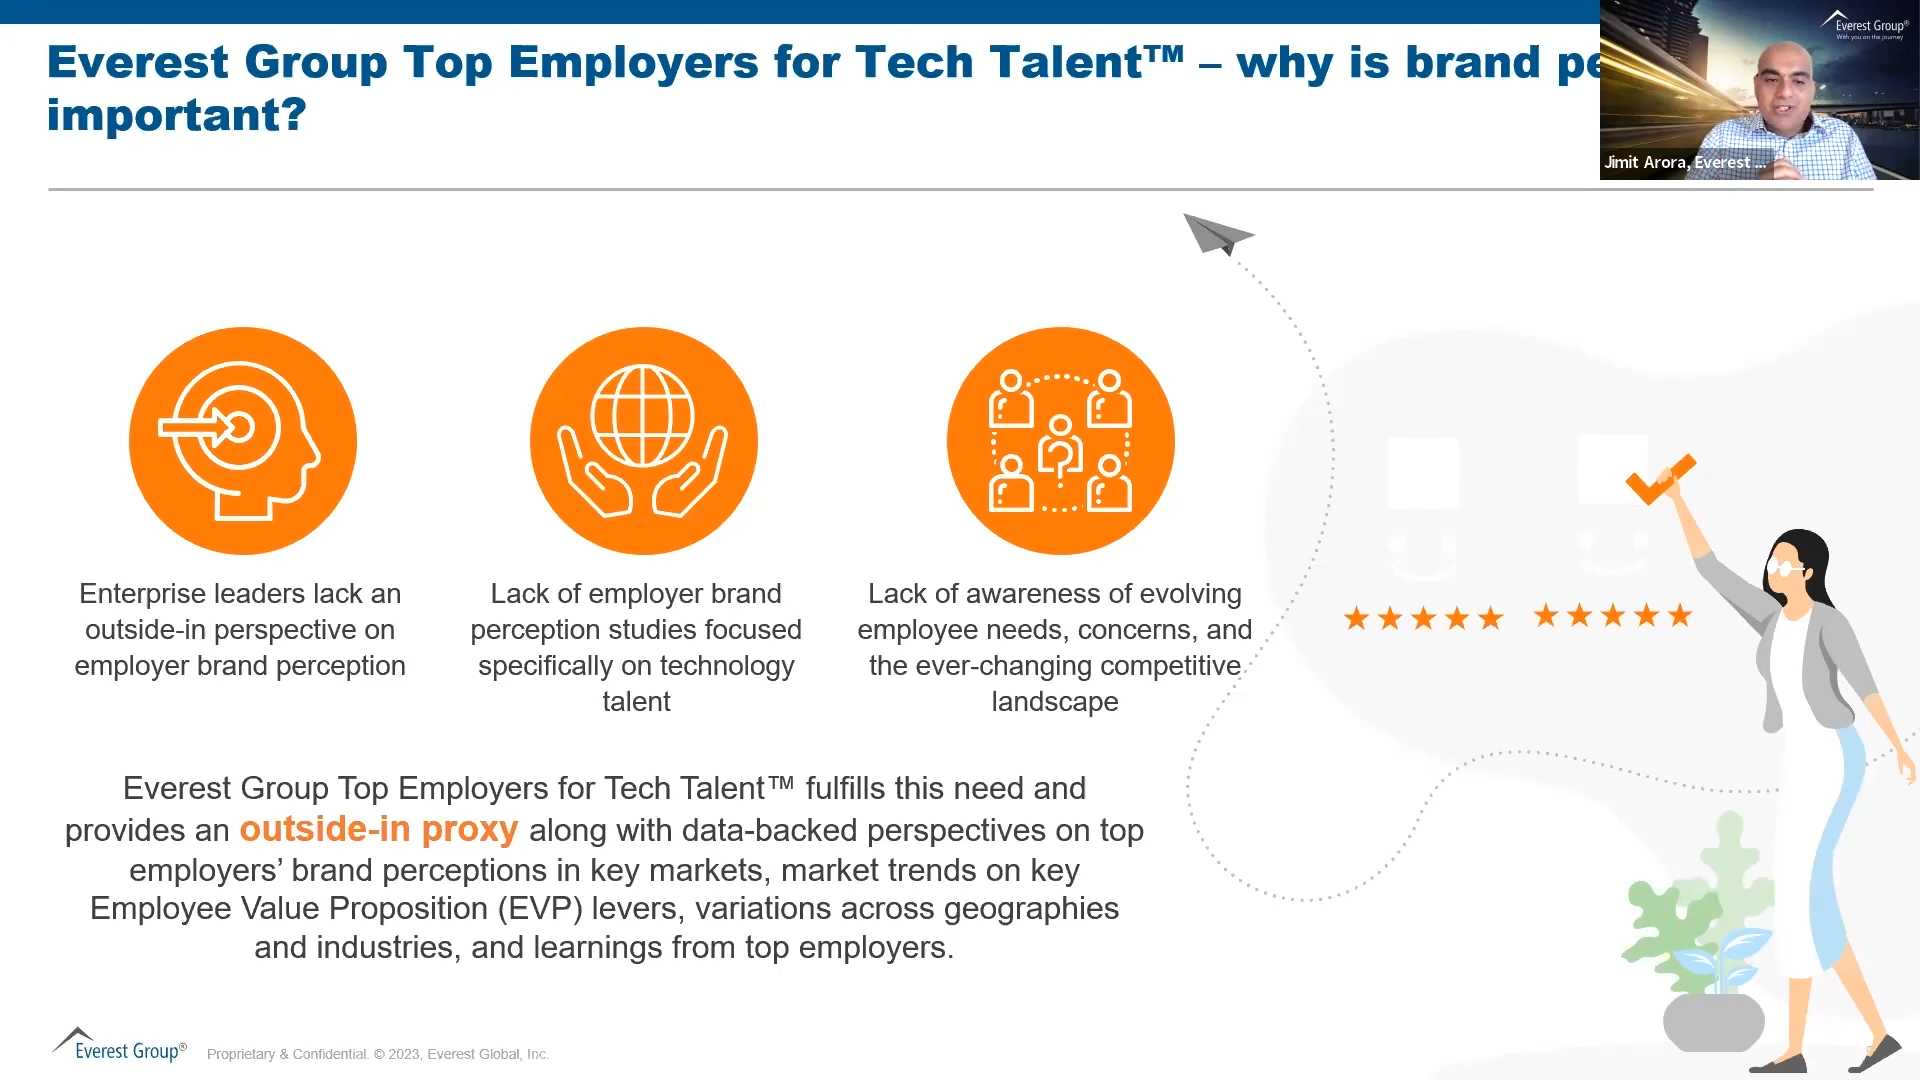 Everest Group Top Employers for Tech Talent™ – why is brand pe
important?
Everest Group®
With you on the journey
Jimit Arora, Everest ...
Enterprise leaders lack an
outside-in perspective on
employer brand perception
Lack of employer brand
perception studies focused
specifically on technology
talent
Lack of awareness of evolving
employee needs, concerns, and
the ever-changing competitive
landscape
Everest Group Top Employers for Tech Talent™ fulfills this need and
provides an outside-in proxy along with data-backed perspectives on top
employers’ brand perceptions in key markets, market trends on key
Employee Value Proposition (EVP) levers, variations across geographies
and industries, and learnings from top employers.
Everest Group®
Proprietary & Confidential. © 2023, Everest Global, Inc.